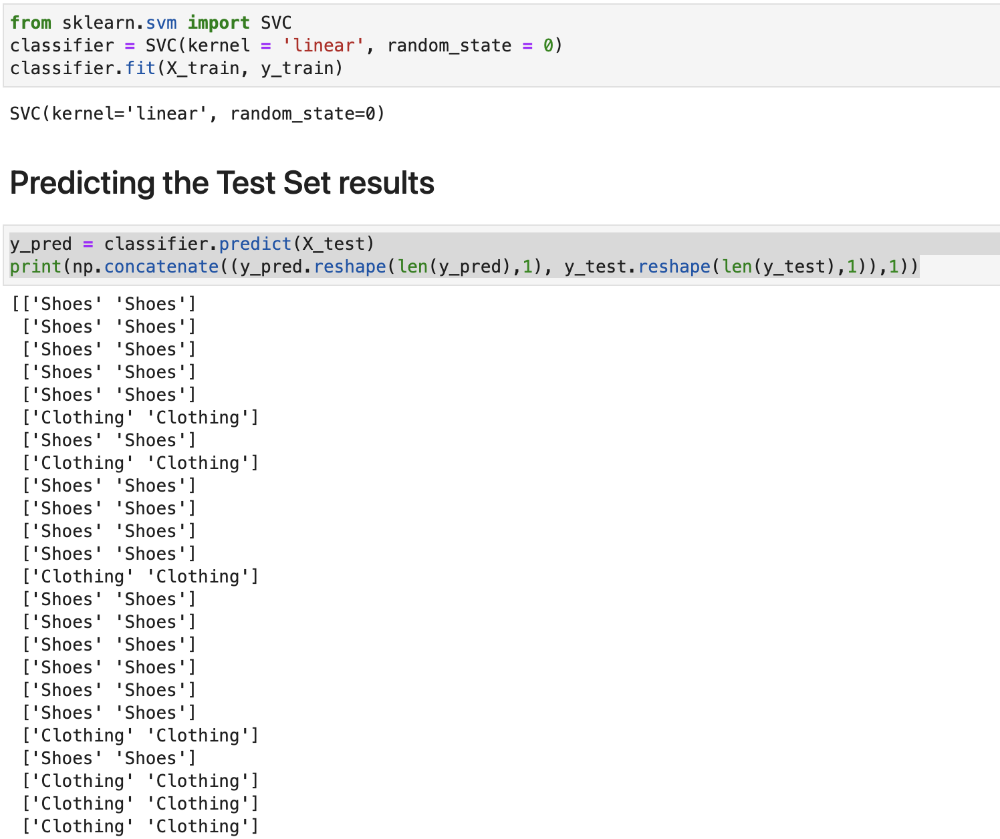 from sklearn.svm import SVC
classifier = SVC(kernel = 'linear', random_state = 0)
classifier.fit(X_train, y_train)
SVC(kernel='linear', random_state=0)
Predicting the Test Set results
y_pred = classifier.predict(X_test)
print(np.concatenate((y_pred.reshape(len(y_pred),1), y_test.reshape(len(y_test),1)),1))
[['Shoes' 'Shoes']
['Shoes' 'Shoes']
['Shoes' 'Shoes']
['Shoes' 'Shoes']
['Shoes' 'Shoes']
['Clothing' 'Clothing']
['Shoes' 'Shoes']
['Clothing' 'Clothing']
['Shoes' 'Shoes']
['Shoes' 'Shoes']
['Shoes' 'Shoes']
['Shoes' 'Shoes']
['Clothing' 'Clothing']
['Shoes' 'Shoes']
['Shoes' 'Shoes']
['Shoes' 'Shoes']
['Shoes' 'Shoes']
['Shoes' 'Shoes']
['Shoes' 'Shoes']
['Clothing' 'Clothing']
['Shoes' 'Shoes']
['Clothing' 'Clothing']
['Clothing' 'Clothing']
['Clothing' 'Clothing']